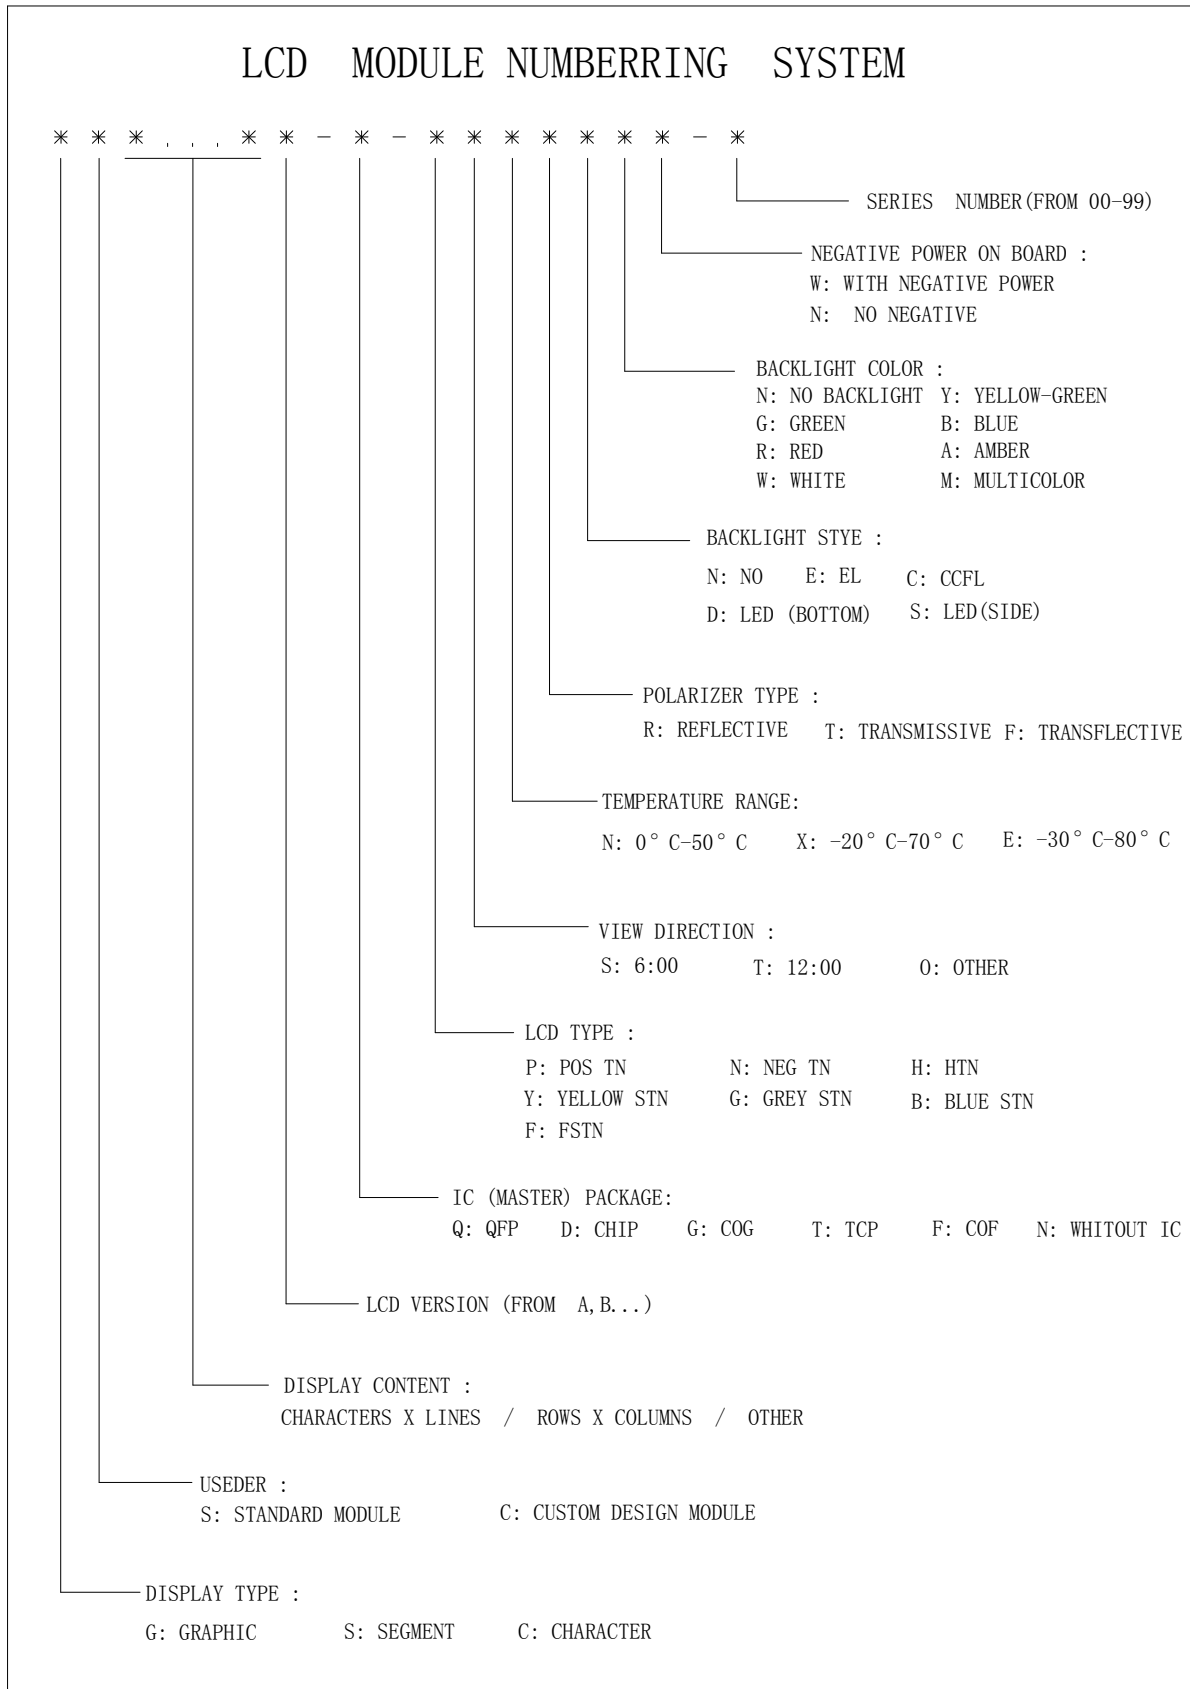 LCD MODULE NUMBERRING SYSTEM
* * * . . . * * - * - * * * * * * * - *
SERIES NUMBER(FROM 00-99)
NEGATIVE POWER ON BOARD :
W: WITH NEGATIVE POWER
N: NO NEGATIVE
BACKLIGHT COLOR :
N: NO BACKLIGHT Y: YELLOW-GREEN
G: GREEN B: BLUE
R: RED A: AMBER
W: WHITE M: MULTICOLOR
BACKLIGHT STYE :
N: NO E: EL C: CCFL
D: LED (BOTTOM) S: LED(SIDE)
POLARIZER TYPE :
R: REFLECTIVE T: TRANSMISSIVE F: TRANSFLECTIVE
TEMPERATURE RANGE:
N: 0° C-50° C X: -20° C-70° C E: -30° C-80° C
VIEW DIRECTION :
S: 6:00 T: 12:00 O: OTHER
LCD TYPE :
P: POS TN N: NEG TN H: HTN
Y: YELLOW STN G: GREY STN B: BLUE STN
F: FSTN
IC (MASTER) PACKAGE:
Q: QFP D: CHIP G: COG T: TCP F: COF N: WHITOUT IC
LCD VERSION (FROM A,B...)
DISPLAY CONTENT :
CHARACTERS X LINES / ROWS X COLUMNS / OTHER
USEDER :
S: STANDARD MODULE C: CUSTOM DESIGN MODULE
DISPLAY TYPE :
G: GRAPHIC S: SEGMENT C: CHARACTER